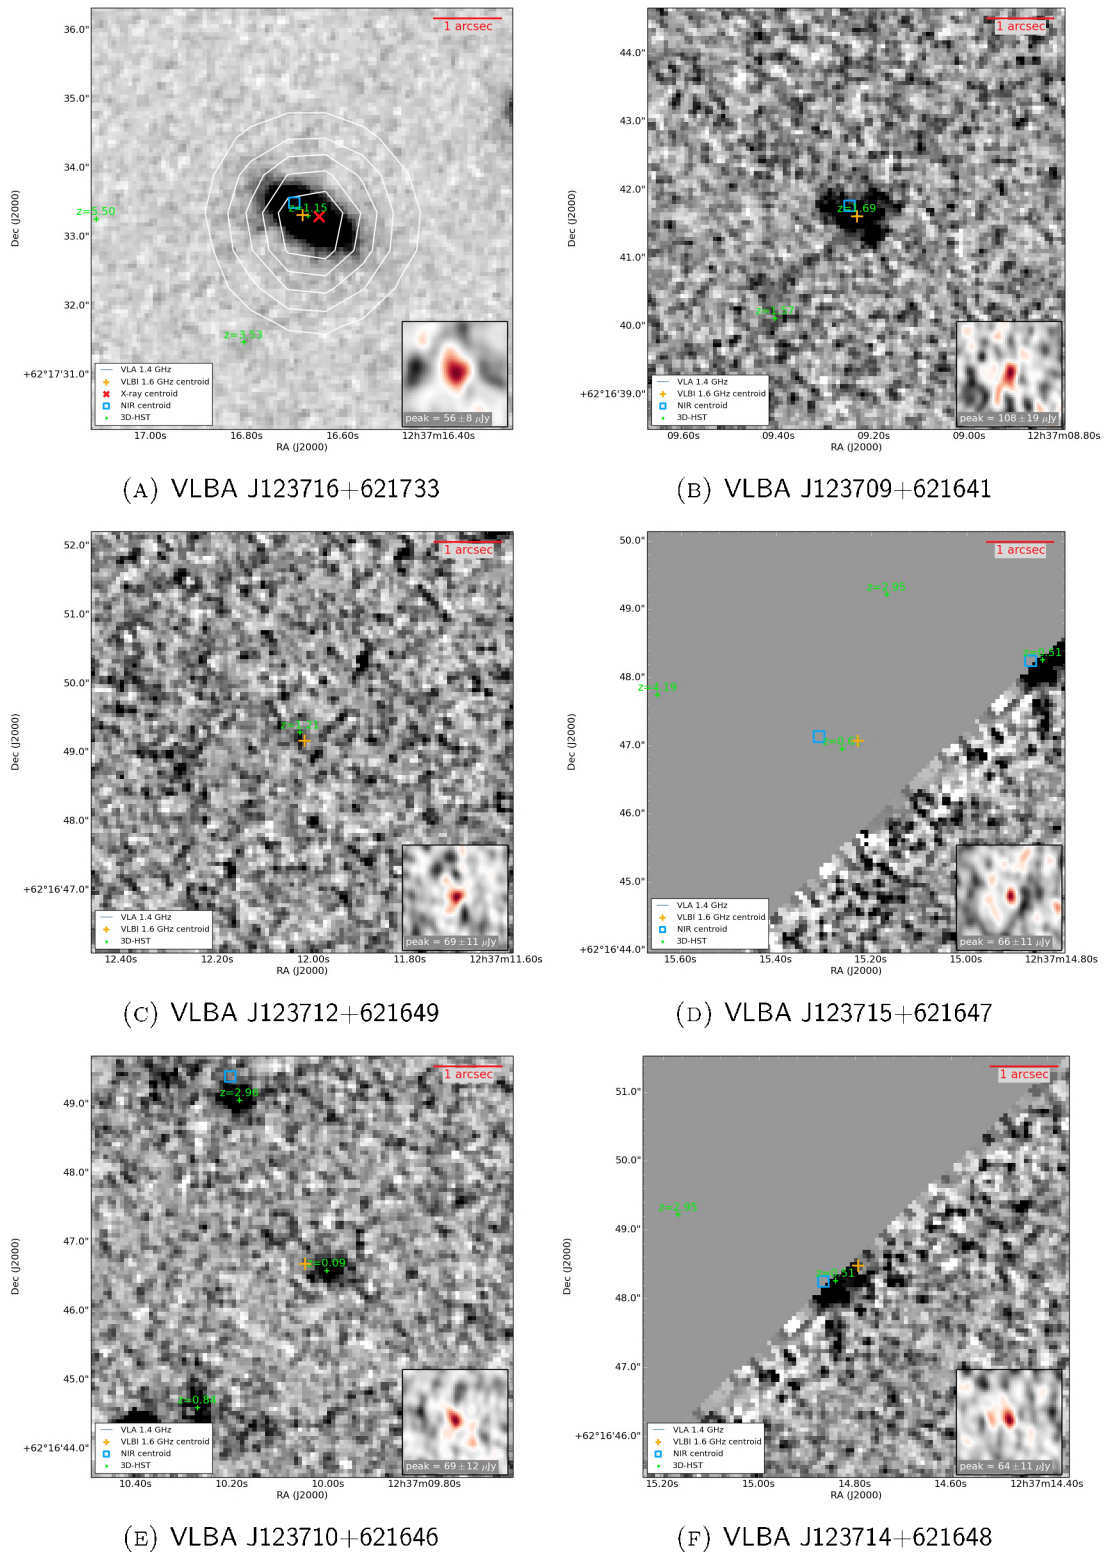 1 arcsec
36.0"
35.0"
34.0"
33.0"
32.0"
+62°17'31.0"
Dec (J2000)
z=5.50
z=1.15
z=3.53
VLA 1.4 GHz
VLBI 1.6 GHz centroid
X-ray centroid
NIR centroid
3D-HST
peak = 56±8 μJy
17.00s 16.80s 16.60s 12h37m16.40s
RA (J2000)
(A) VLBA J123716+621733
1 arcsec
44.0"
43.0"
42.0"
41.0"
40.0"
+62°16'39.0"
Dec (J2000)
VLA 1.4 GHz
VLBI 1.6 GHz centroid
NIR centroid
3D-HST
peak = 108±19 μJy
09.60s 09.40s 09.20s 09.00s 12h37m08.80s
RA (J2000)
(B) VLBA J123709+621641
1 arcsec
52.0"
51.0"
50.0"
49.0"
48.0"
+62°16'47.0"
Dec (J2000)
VLA 1.4 GHz
VLBI 1.6 GHz centroid
3D-HST
peak = 69±11 μJy
12.40s 12.20s 12.00s 11.80s 12h37m11.60s
RA (J2000)
(C) VLBA J123712+621649
1 arcsec
50.0"
49.0"
48.0"
47.0"
46.0"
45.0"
+62°16'44.0"
Dec (J2000)
z=2.95
VLA 1.4 GHz
VLBI 1.6 GHz centroid
NIR centroid
3D-HST
peak = 66±11 μJy
15.60s 15.40s 15.20s 15.00s 12h37m14.80s
RA (J2000)
(D) VLBA J123715+621647
1 arcsec
49.0"
48.0"
47.0"
46.0"
45.0"
+62°16'44.0"
Dec (J2000)
z=2.96
z=0.09
z=0.84
VLA 1.4 GHz
VLBI 1.6 GHz centroid
NIR centroid
3D-HST
peak = 69±12 μJy
10.40s 10.20s 10.00s 12h37m09.80s
RA (J2000)
(E) VLBA J123710+621646
1 arcsec
51.0"
50.0"
49.0"
48.0"
47.0"
+62°16'46.0"
Dec (J2000)
z=2.95
VLA 1.4 GHz
VLBI 1.6 GHz centroid
NIR centroid
3D-HST
peak = 64±11 μJy
15.20s 15.00s 14.80s 14.60s 12h37m14.40s
RA (J2000)
(F) VLBA J123714+621648